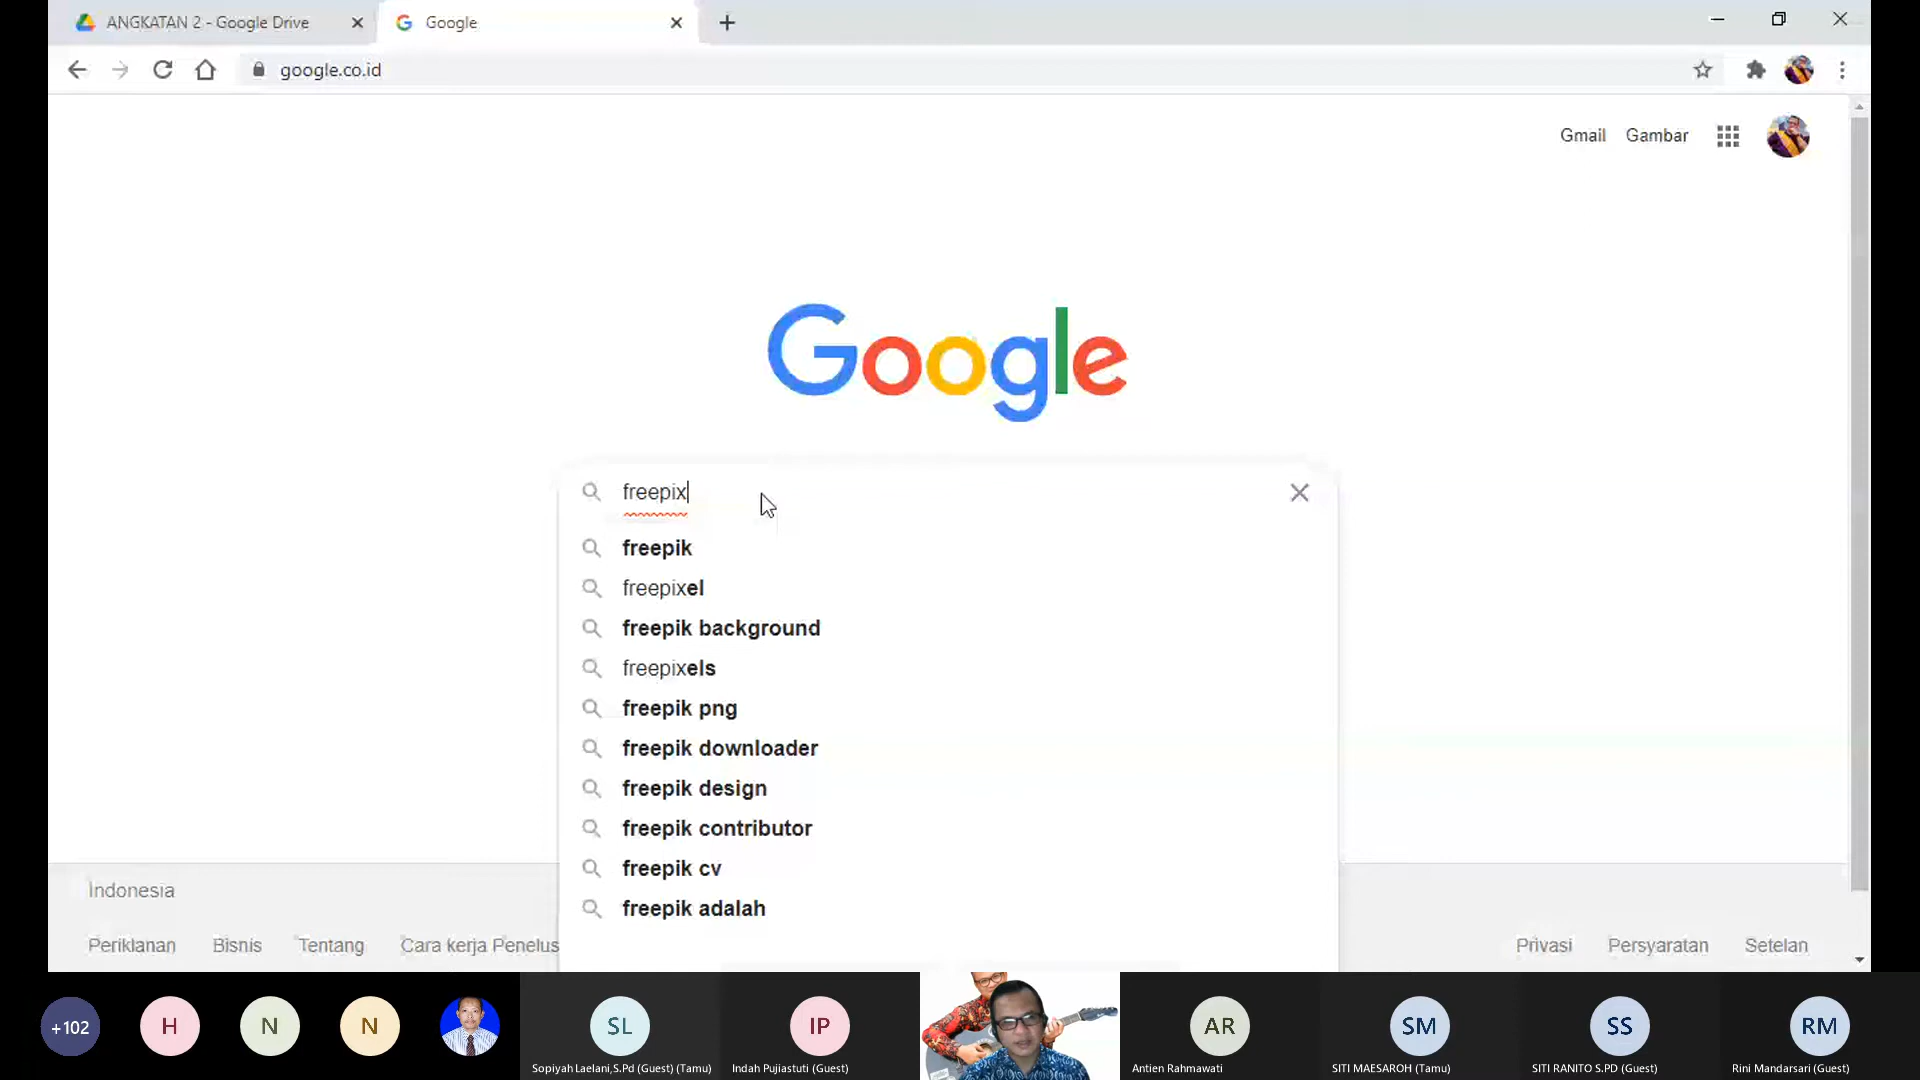 ANGKATAN 2 - Google Drive
Google
google.co.id
Gmail
Gambar
Google
freepix
freepik
freepixel
freepik background
freepixels
freepik png
freepik downloader
freepik design
freepik contributor
freepik cv
freepik adalah
Indonesia
Periklanan
Bisnis
Tentang
Cara kerja Penelus
Privasi
Persyaratan
Setelan
+102
H
N
N
SL
IP
AR
SM
SS
RM
Sopiyah Laelani,S.Pd (Guest) (Tamu)
Indah Pujiastuti (Guest)
Antien Rahmawati
SITI MAESAROH (Tamu)
SITI RANITO S.PD (Guest)
Rini Mandarsari (Guest)